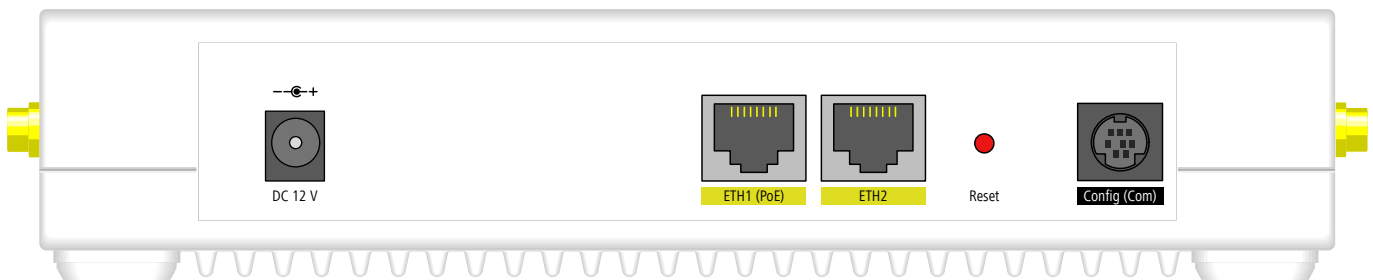 DC 12 V
ETH1 (PoE)
ETH2
Reset
Config (Com)